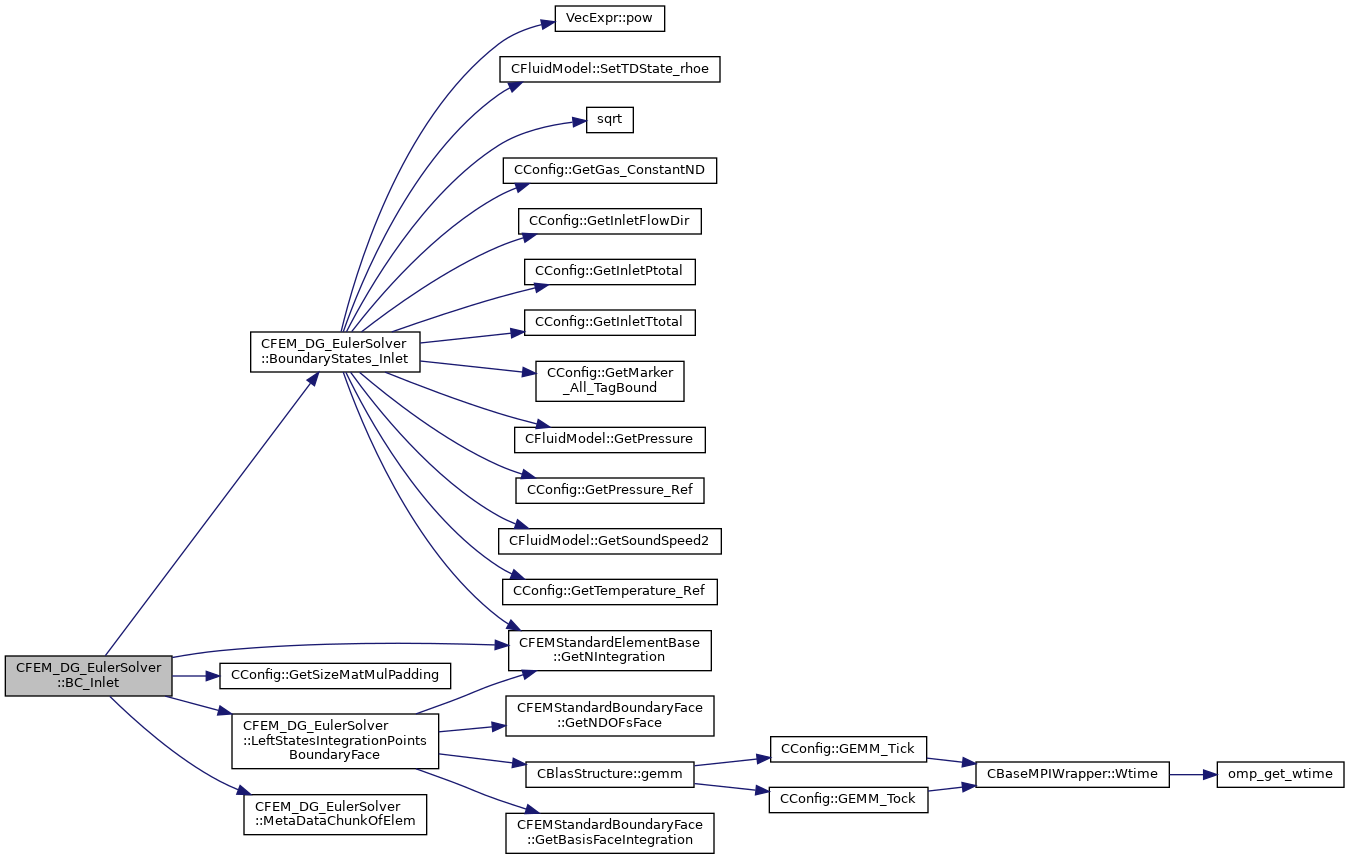 VecExpr::pow
CFluidModel::SetTDState_rhoe
sqrt
CConfig::GetGas_ConstantND
CConfig::GetInletFlowDir
CConfig::GetInletPtotal
CConfig::GetInletTtotal
CFEM_DG_EulerSolver
::BoundaryStates_Inlet
CConfig::GetMarker
_All_TagBound
CFluidModel::GetPressure
CConfig::GetPressure_Ref
CFluidModel::GetSoundSpeed2
CConfig::GetTemperature_Ref
CFEMStandardElementBase
::GetNIntegration
CFEM_DG_EulerSolver
::BC_Inlet
CConfig::GetSizeMatMulPadding
CFEMStandardBoundaryFace
::GetNDOFsFace
CFEM_DG_EulerSolver
::LeftStatesIntegrationPoints
BoundaryFace
CConfig::GEMM_Tick
CBlasStructure::gemm
CBaseMPIWrapper::Wtime
omp_get_wtime
CConfig::GEMM_Tock
CFEM_DG_EulerSolver
::MetaDataChunkOfElem
CFEMStandardBoundaryFace
::GetBasisFaceIntegration